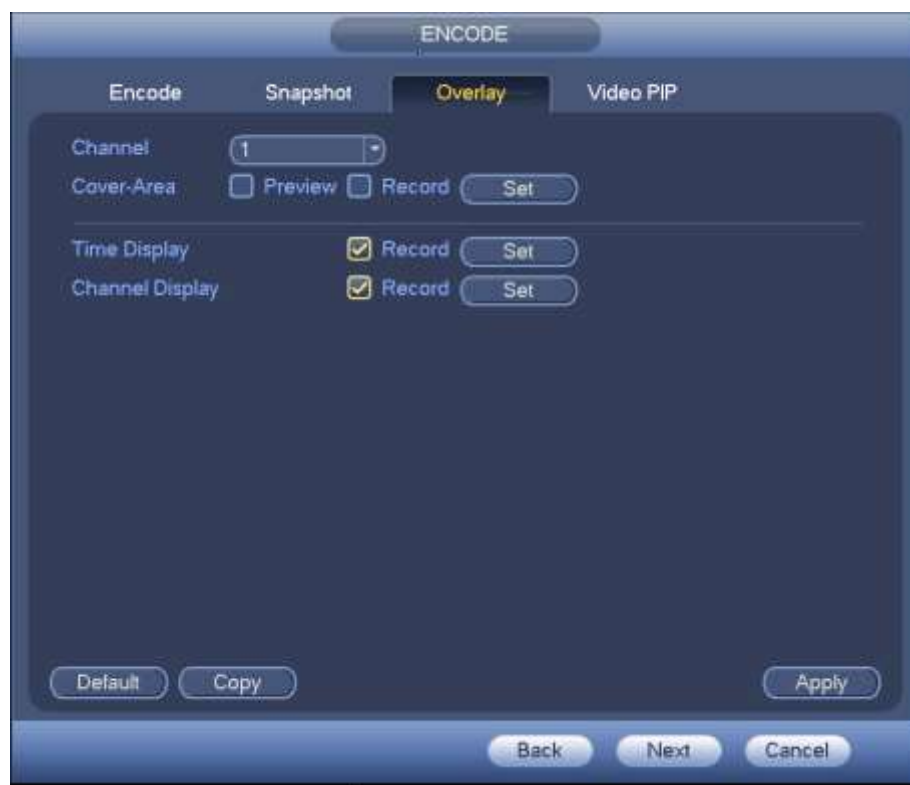 ENCODE
Encode Snapshot Overlay Video PIP
Channel 1
Cover-Area Preview Record Set
Time Display Record Set
Channel Display Record Set
Default Copy Apply
Back Next Cancel